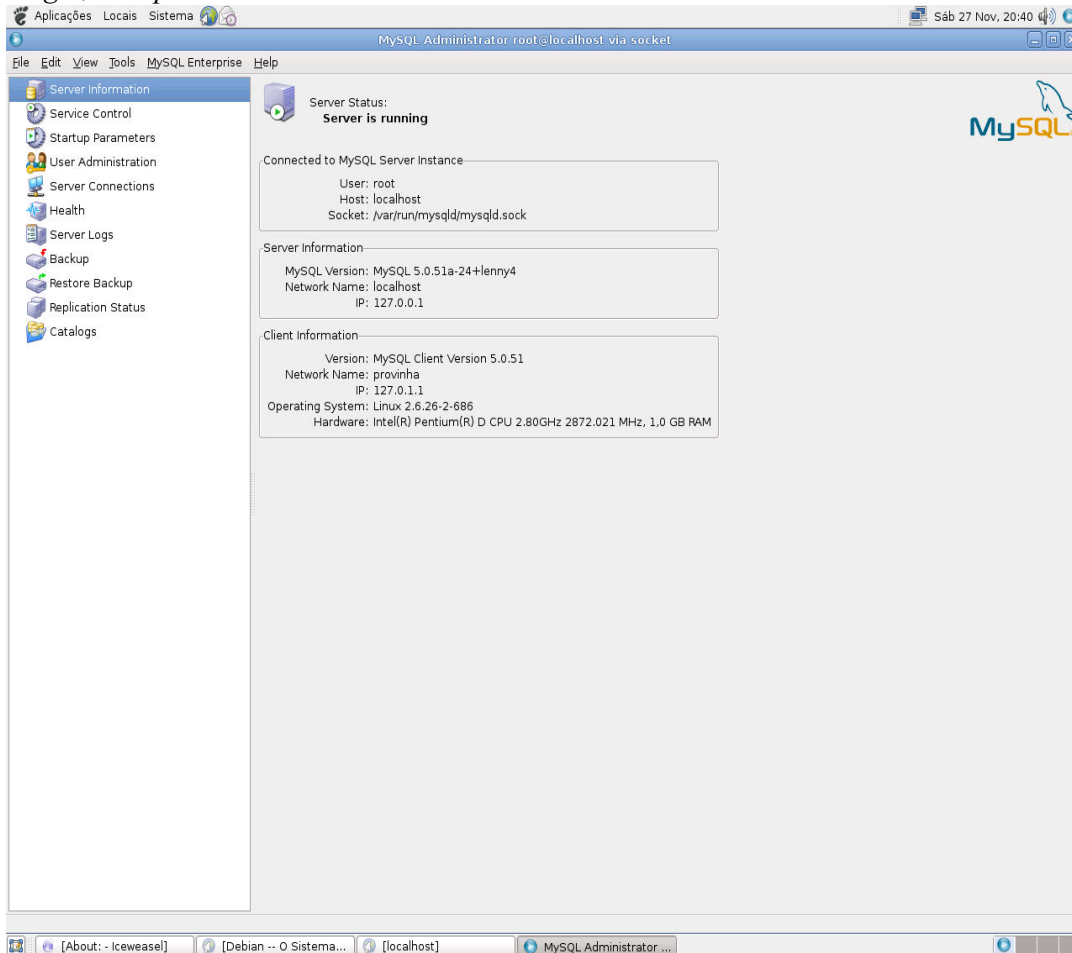 Aplicações Locais Sistema
Sáb 27 Nov, 20:40
MySQL Administrator root@localhost via socket
File Edit View Tools MySQL Enterprise Help
Server Information
Service Control
Startup Parameters
User Administration
Server Connections
Health
Server Logs
Backup
Restore Backup
Replication Status
Catalogs
Server Status:
Server is running
MySQL
Connected to MySQL Server Instance
User: root
Host: localhost
Socket: /var/run/mysqld/mysqld.sock
Server Information
MySQL Version: MySQL 5.0.51a-24+lenny4
Network Name: localhost
IP: 127.0.0.1
Client Information
Version: MySQL Client Version 5.0.51
Network Name: provinha
IP: 127.0.1.1
Operating System: Linux 2.6.26-2-686
Hardware: Intel(R) Pentium(R) D CPU 2.80GHz 2872.021 MHz, 1,0 GB RAM
[About: - Iceweasel] [Debian -- O Sistema... [localhost] MySQL Administrator ...